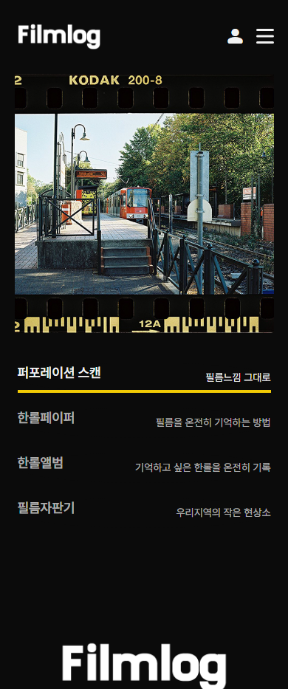 Filmlog
2 KODAK 200-8
2 12A
퍼포레이션 스캔 필름느낌 그대로
한롤페이퍼 필름을 온전히 기억하는 방법
한롤앨범 기억하고 싶은 한롤을 온전히 기록
필름자판기 우리지역의 작은 현상소
Filmlog